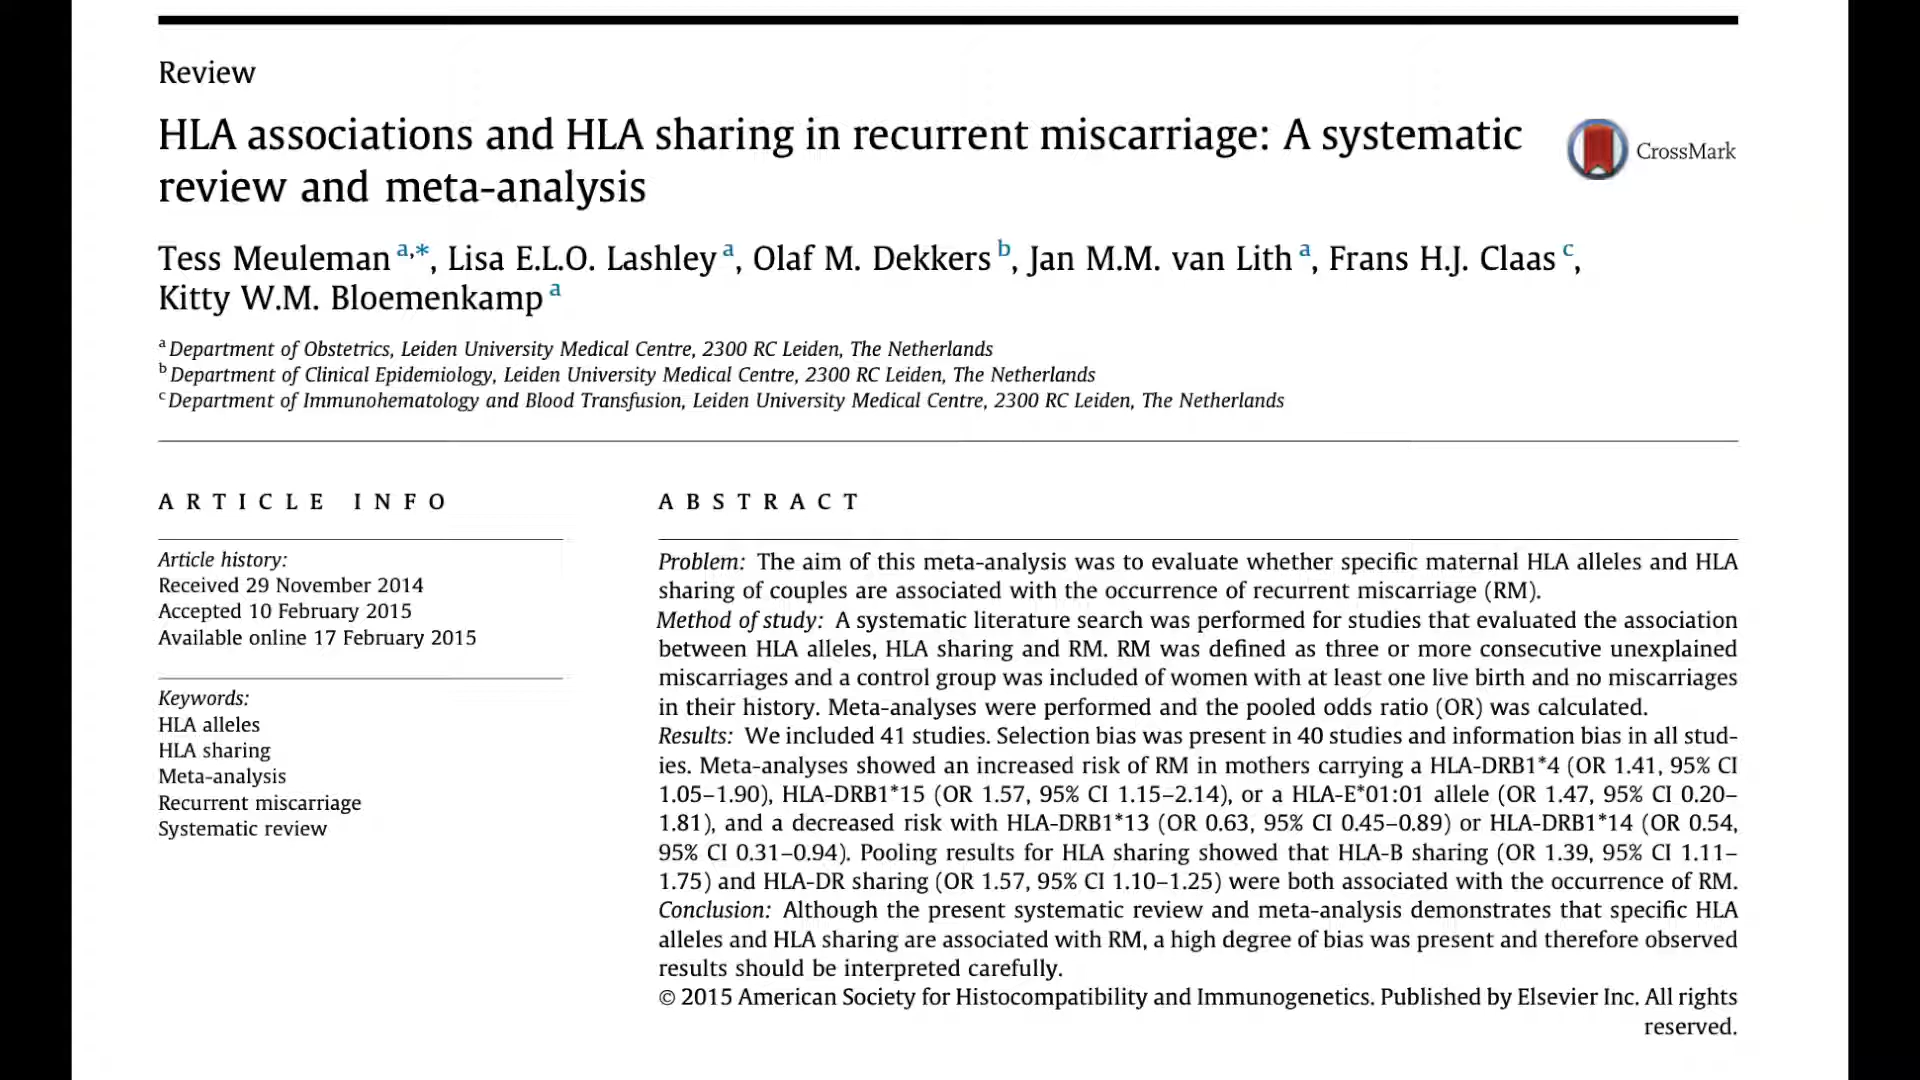 Review
HLA associations and HLA sharing in recurrent miscarriage: A systematic
review and meta-analysis
CrossMark
Tess Meuleman a,*, Lisa E.L.O. Lashley a, Olaf M. Dekkers b, Jan M.M. van Lith a, Frans H.J. Claas c,
Kitty W.M. Bloemenkamp a
a Department of Obstetrics, Leiden University Medical Centre, 2300 RC Leiden, The Netherlands
b Department of Clinical Epidemiology, Leiden University Medical Centre, 2300 RC Leiden, The Netherlands
c Department of Immunohematology and Blood Transfusion, Leiden University Medical Centre, 2300 RC Leiden, The Netherlands
ARTICLE INFO
Article history:
Received 29 November 2014
Accepted 10 February 2015
Available online 17 February 2015
Keywords:
HLA alleles
HLA sharing
Meta-analysis
Recurrent miscarriage
Systematic review
ABSTRACT
Problem: The aim of this meta-analysis was to evaluate whether specific maternal HLA alleles and HLA
sharing of couples are associated with the occurrence of recurrent miscarriage (RM).
Method of study: A systematic literature search was performed for studies that evaluated the association
between HLA alleles, HLA sharing and RM. RM was defined as three or more consecutive unexplained
miscarriages and a control group was included of women with at least one live birth and no miscarriages
in their history. Meta-analyses were performed and the pooled odds ratio (OR) was calculated.
Results: We included 41 studies. Selection bias was present in 40 studies and information bias in all stud-
ies. Meta-analyses showed an increased risk of RM in mothers carrying a HLA-DRB1*4 (OR 1.41, 95% CI
1.05–1.90), HLA-DRB1*15 (OR 1.57, 95% CI 1.15–2.14), or a HLA-E*01:01 allele (OR 1.47, 95% CI 0.20–
1.81), and a decreased risk with HLA-DRB1*13 (OR 0.63, 95% CI 0.45–0.89) or HLA-DRB1*14 (OR 0.54,
95% CI 0.31–0.94). Pooling results for HLA sharing showed that HLA-B sharing (OR 1.39, 95% CI 1.11–
1.75) and HLA-DR sharing (OR 1.57, 95% CI 1.10–1.25) were both associated with the occurrence of RM.
Conclusion: Although the present systematic review and meta-analysis demonstrates that specific HLA
alleles and HLA sharing are associated with RM, a high degree of bias was present and therefore observed
results should be interpreted carefully.
© 2015 American Society for Histocompatibility and Immunogenetics. Published by Elsevier Inc. All rights
reserved.